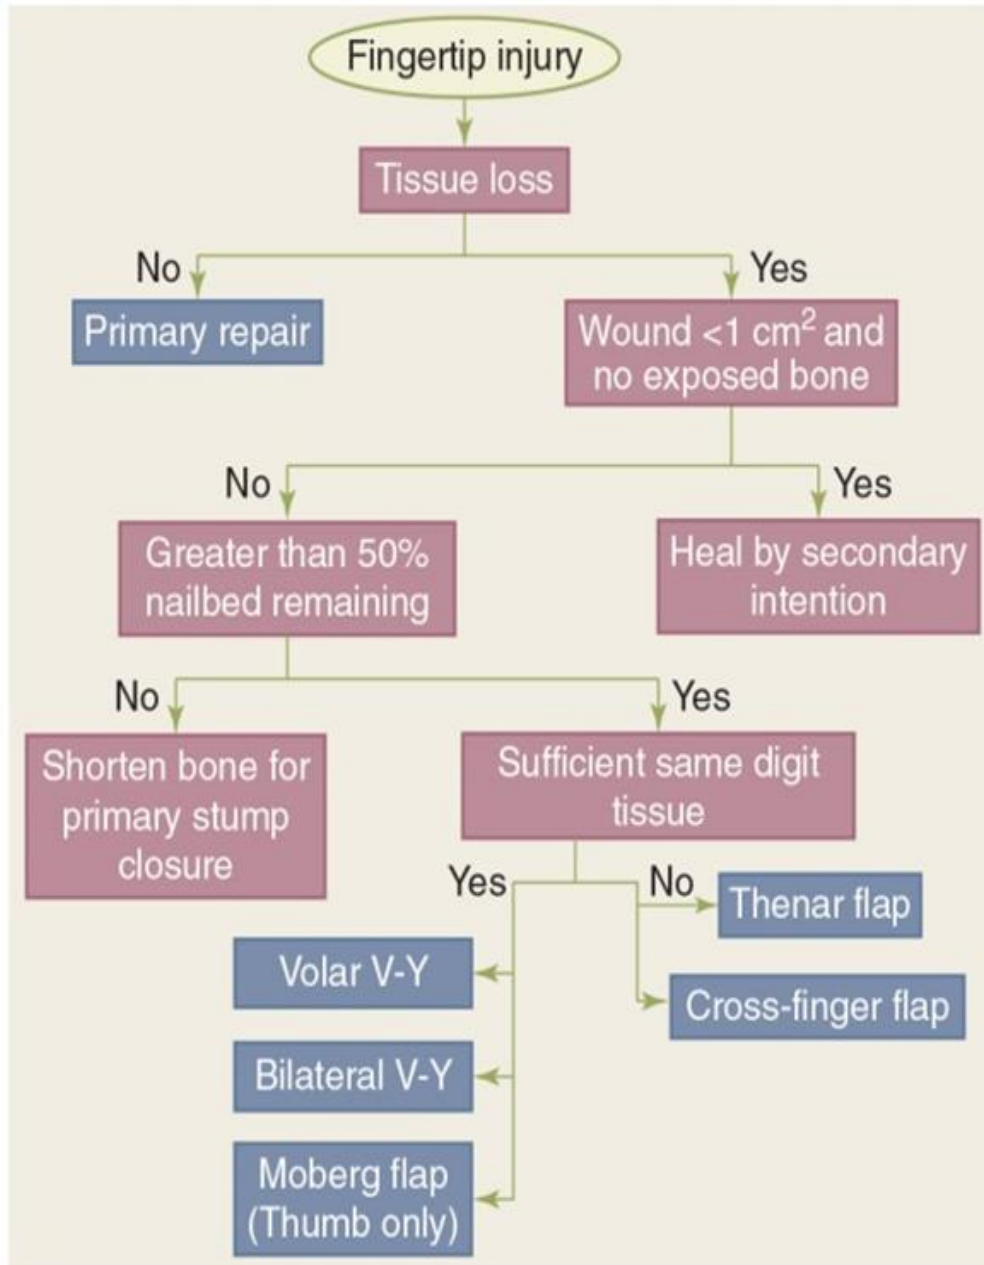 Fingertip injury
Tissue loss
No
Yes
Primary repair
Wound <1 cm² and
no exposed bone
No
Yes
Greater than 50%
nailbed remaining
Heal by secondary
intention
No
Yes
Shorten bone for
primary stump
closure
Sufficient same digit
tissue
Yes
No
Thenar flap
Volar V-Y
Cross-finger flap
Bilateral V-Y
Moberg flap
(Thumb only)